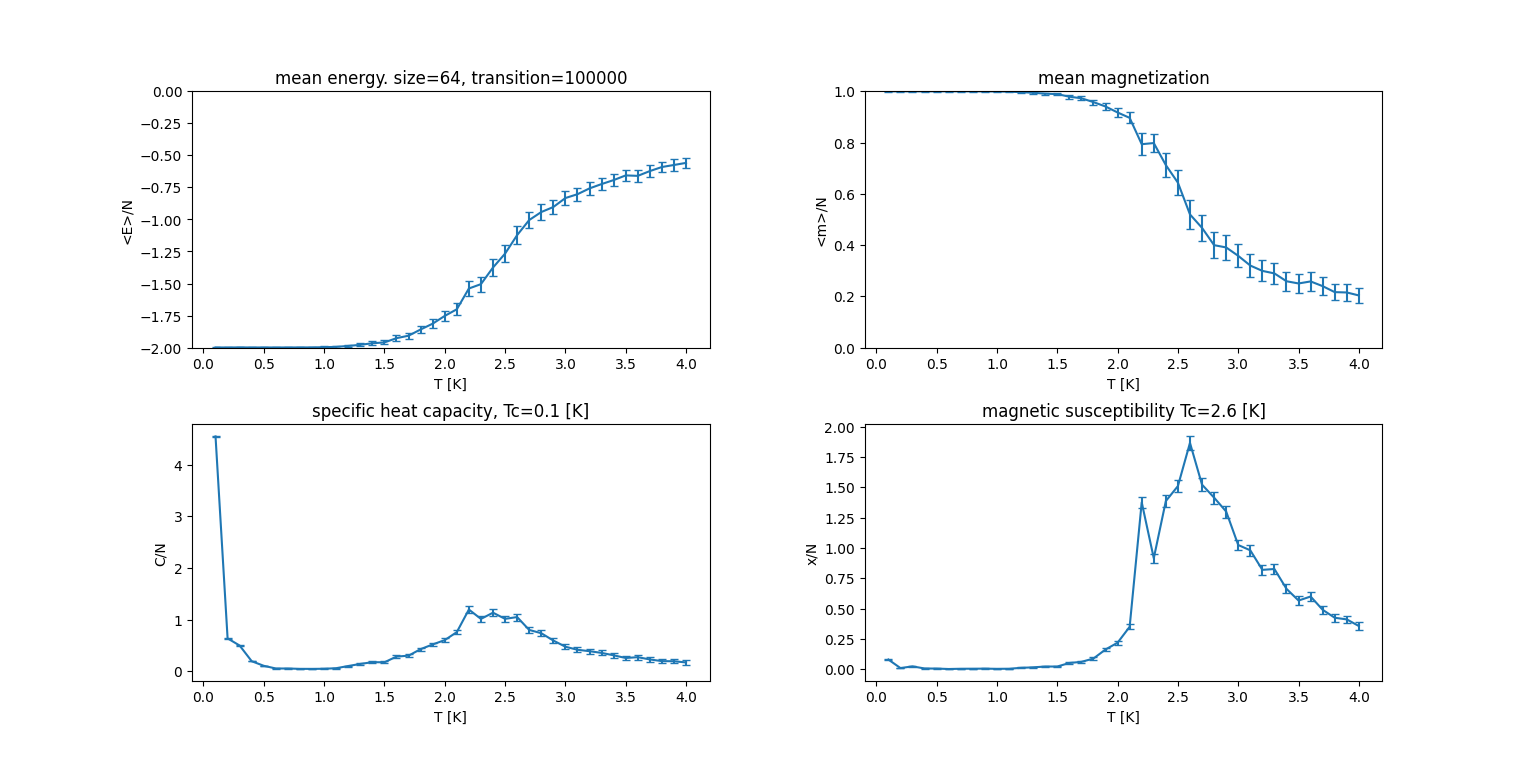 mean energy. size=64, transition=100000
0.00
−0.25
−0.50
−0.75
−1.00
−1.25
−1.50
−1.75
−2.00
<E>/N
0.0 0.5 1.0 1.5 2.0 2.5 3.0 3.5 4.0
T [K]
mean magnetization
1.0
0.8
0.6
0.4
0.2
0.0
<m>/N
0.0 0.5 1.0 1.5 2.0 2.5 3.0 3.5 4.0
T [K]
specific heat capacity, Tc=0.1 [K]
4
3
2
1
0
C/N
0.0 0.5 1.0 1.5 2.0 2.5 3.0 3.5 4.0
T [K]
magnetic susceptibility Tc=2.6 [K]
2.00
1.75
1.50
1.25
1.00
0.75
0.50
0.25
0.00
x/N
0.0 0.5 1.0 1.5 2.0 2.5 3.0 3.5 4.0
T [K]